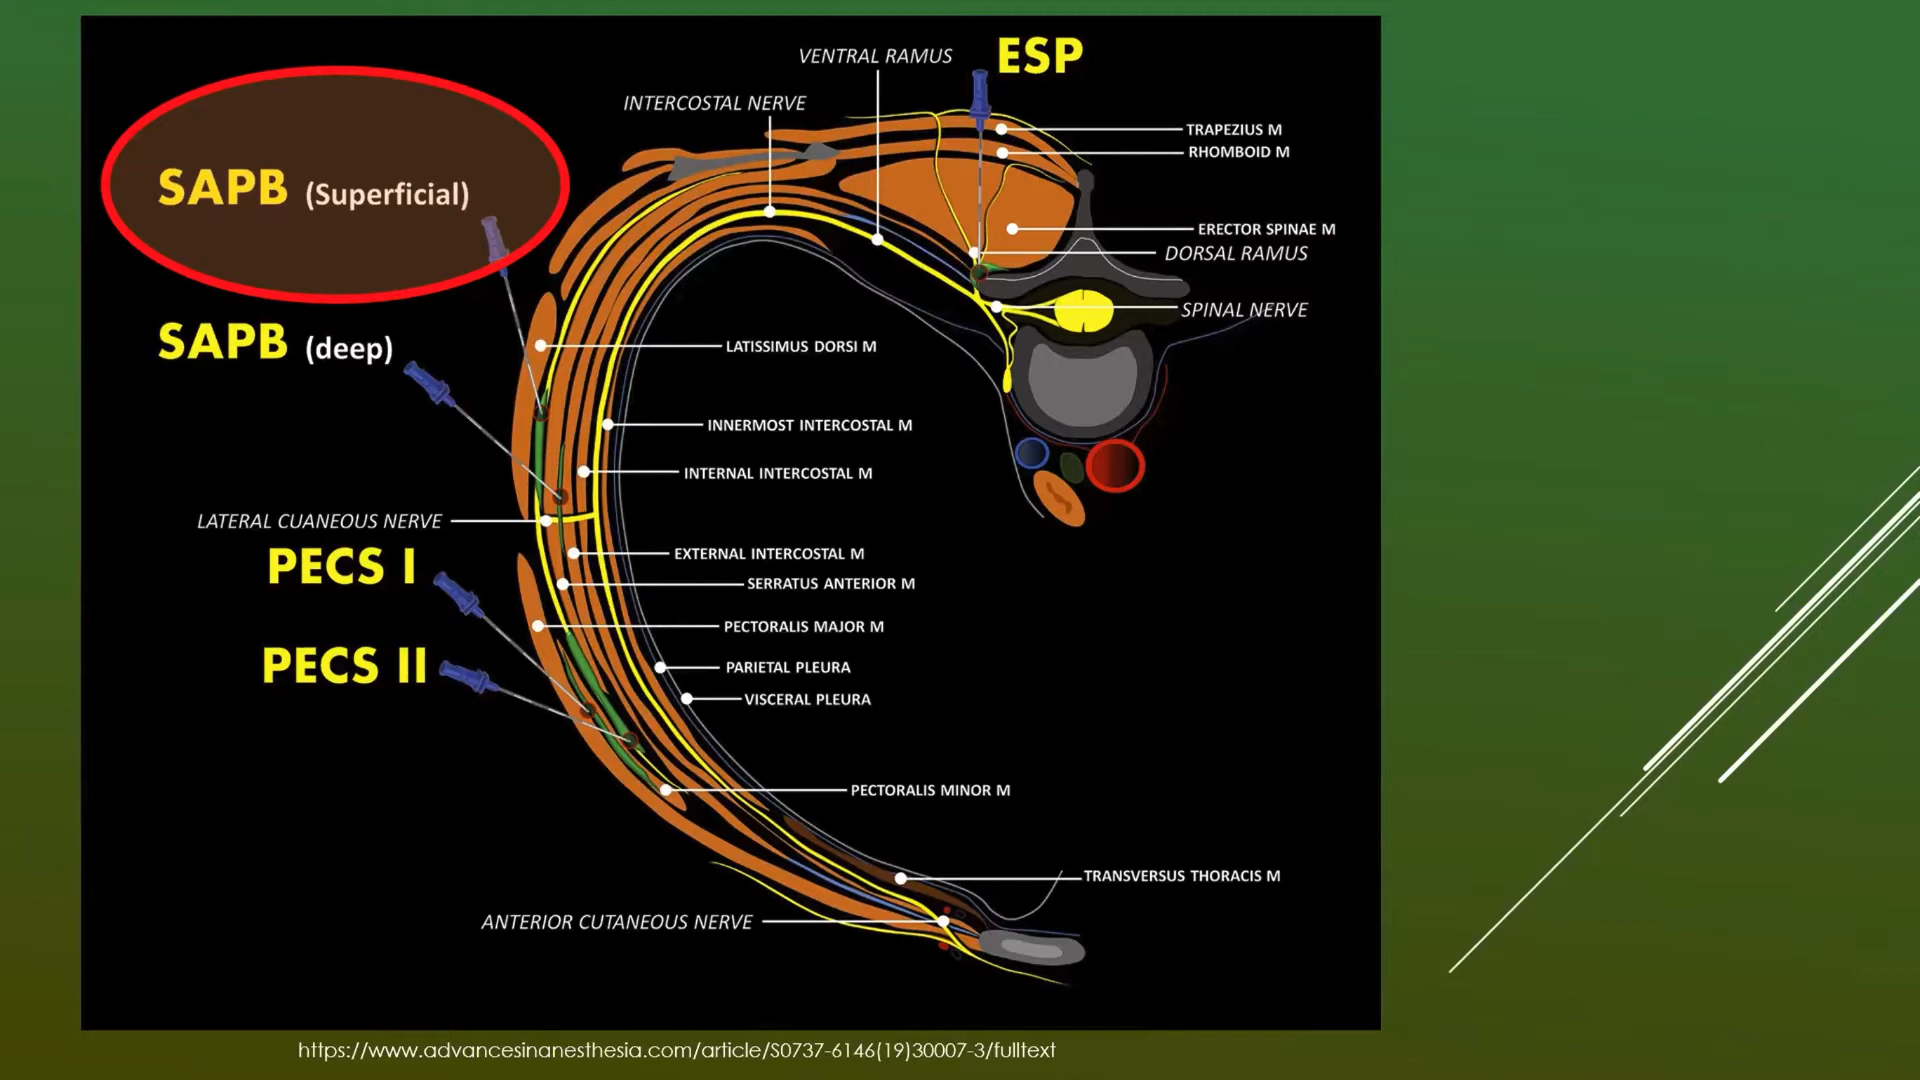 VENTRAL RAMUS
ESP
INTERCOSTAL NERVE
TRAPEZIUS M
RHOMBOID M
SAPB (Superficial)
ERECTOR SPINAE M
DORSAL RAMUS
SPINAL NERVE
SAPB (deep)
LATISSIMUS DORSI M
INNERMOST INTERCOSTAL M
INTERNAL INTERCOSTAL M
LATERAL CUANEOUS NERVE
EXTERNAL INTERCOSTAL M
PECS I
SERRATUS ANTERIOR M
PECTORALIS MAJOR M
PECS II
PARIETAL PLEURA
VISCERAL PLEURA
PECTORALIS MINOR M
TRANSVERSUS THORACIS M
ANTERIOR CUTANEOUS NERVE
https://www.advancesinanesthesia.com/article/S0737-6146(19)30007-3/fulltext